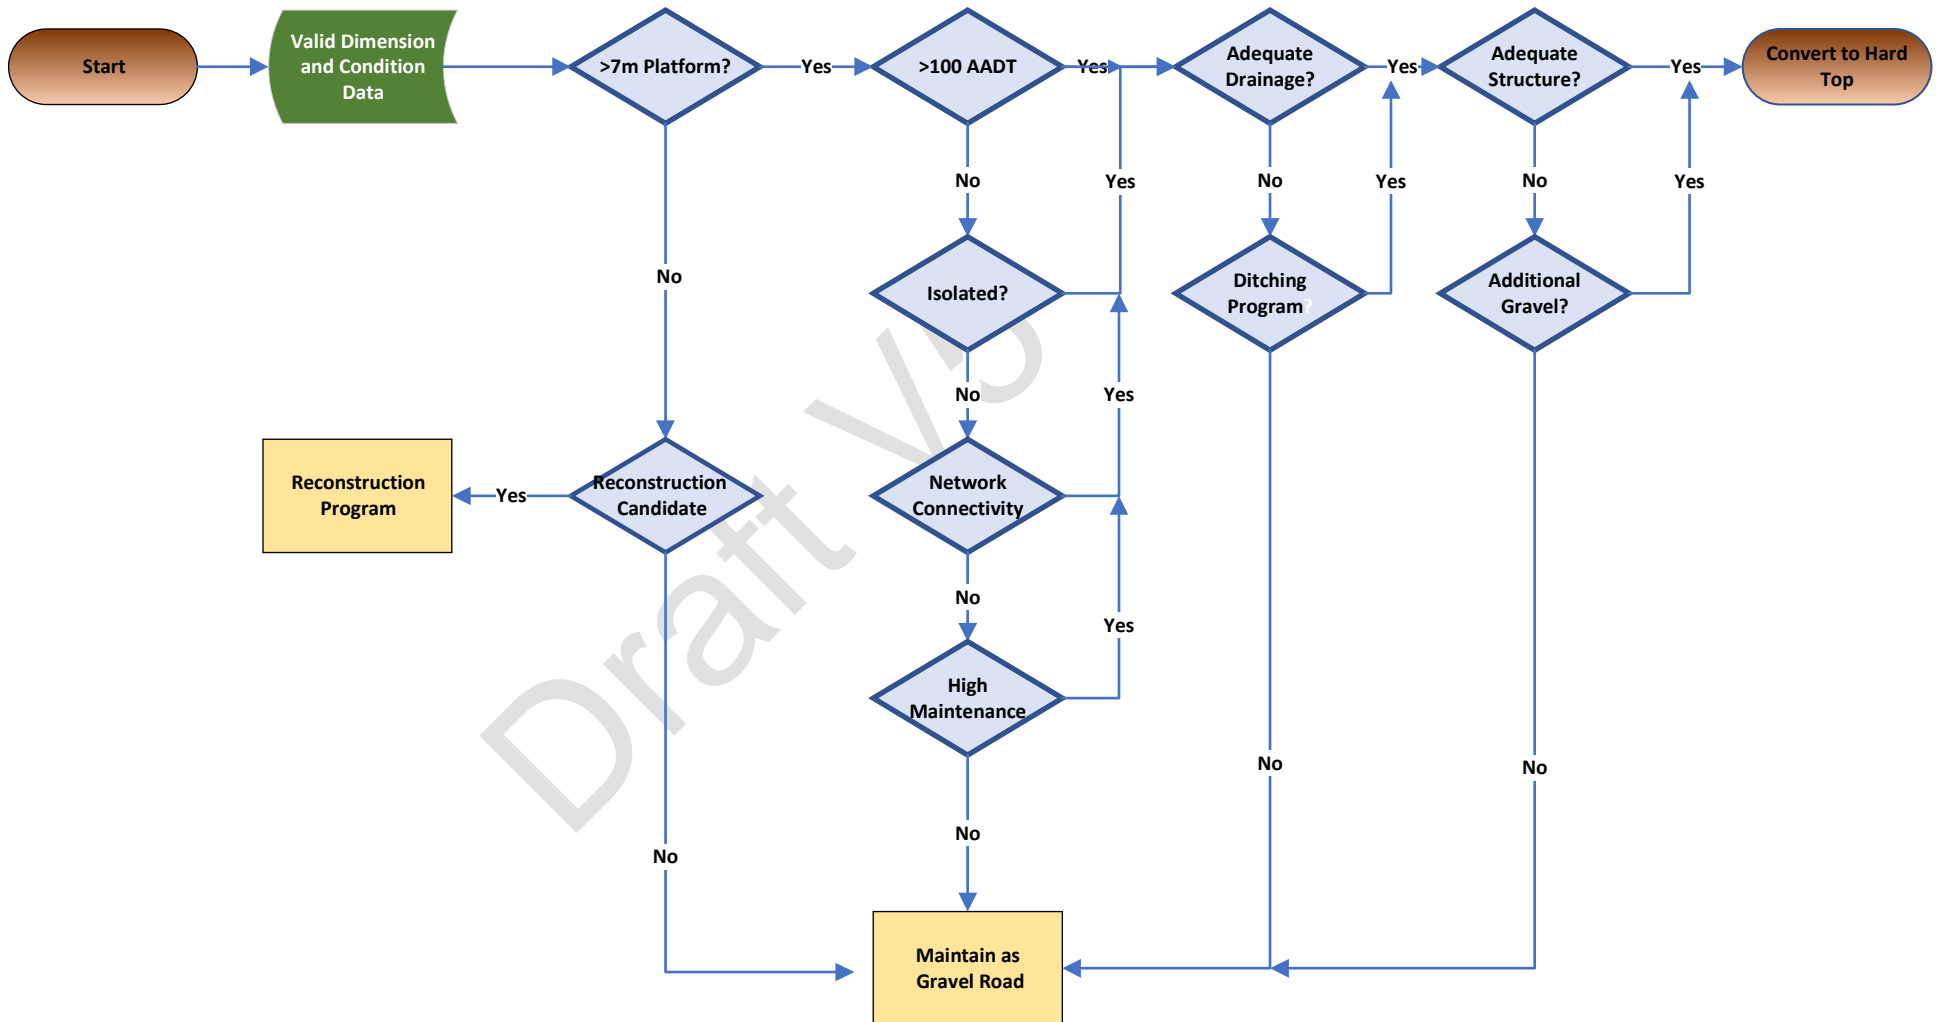 Start
Valid Dimension
and Condition
Data
>7m Platform?
Yes
>100 AADT
Yes
Adequate
Drainage?
Yes
Adequate
Structure?
Yes
Convert to Hard
Top
No
Yes
No
Yes
No
Yes
No
Isolated?
Ditching
Program?
Additional
Gravel?
No
Yes
Reconstruction
Program
Yes
Reconstruction
Candidate
Network
Connectivity
No
Yes
High
Maintenance
No
No
No
No
Maintain as
Gravel Road
Draft V5